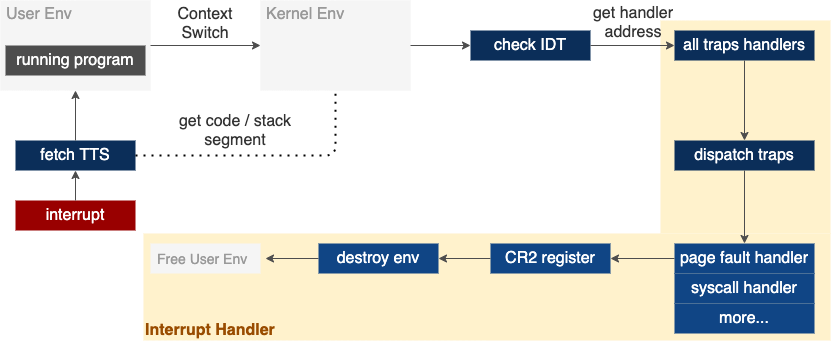 User Env
running program
Context
Switch
Kernel Env
check IDT
get handler
address
all traps handlers
get code / stack
segment
fetch TTS
dispatch traps
interrupt
Free User Env
destroy env
CR2 register
page fault handler
syscall handler
more...
Interrupt Handler